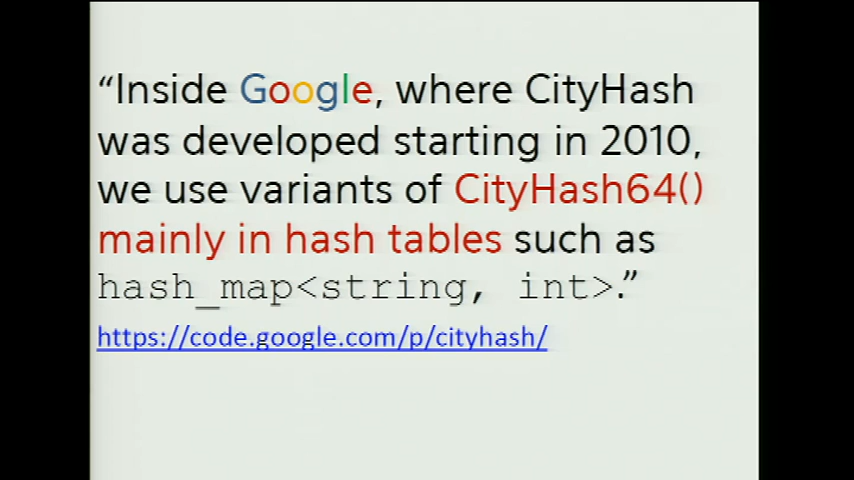 “Inside Google, where CityHash
was developed starting in 2010,
we use variants of CityHash64()
mainly in hash tables such as
hash_map<string, int>.”
https://code.google.com/p/cityhash/